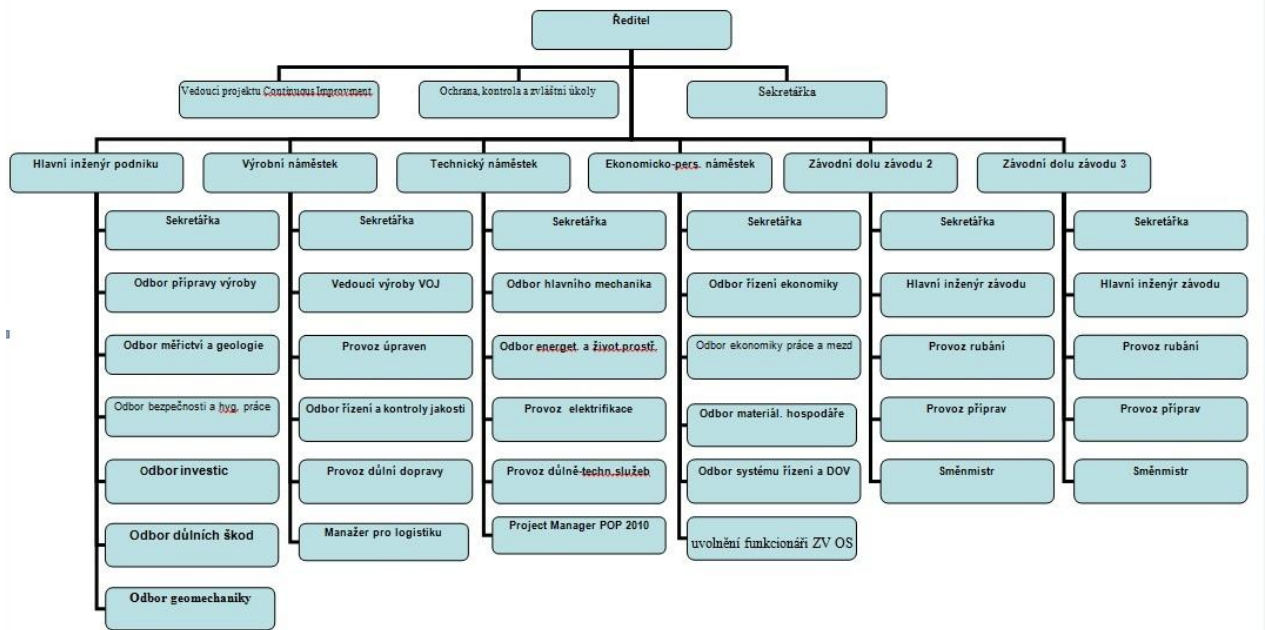 Ředitel
Vedoucí projektu Continuous Improvment
Ochrana, kontrola a zvláštní úkoly
Sekretářka
Hlavní inženýr podniku
Výrobní náměstek
Technický náměstek
Ekonomicko-pers. náměstek
Závodní dolu závodu 2
Závodní dolu závodu 3
Sekretářka
Odbor přípravy výroby
Odbor měřictví a geologie
Odbor bezpečnosti a hyg. práce
Odbor investic
Odbor důlních škod
Odbor geomechaniky
Sekretářka
Vedoucí výroby VOJ
Provoz úpraven
Odbor řízení a kontroly jakosti
Provoz důlní dopravy
Manažer pro logistiku
Sekretářka
Odbor hlavního mechanika
Odbor energet. a život.prostř.
Provoz elektrifikace
Provoz důlně-techn.služeb
Project Manager POP 2010
Sekretářka
Odbor řízení ekonomiky
Odbor ekonomiky práce a mezd
Odbor materiál. hospodáře
Odbor systému řízení a DOV
uvolnění funkcionáři ZV OS
Sekretářka
Hlavní inženýr závodu
Provoz rubání
Provoz příprav
Směnmistr
Sekretářka
Hlavní inženýr závodu
Provoz rubání
Provoz příprav
Směnmistr